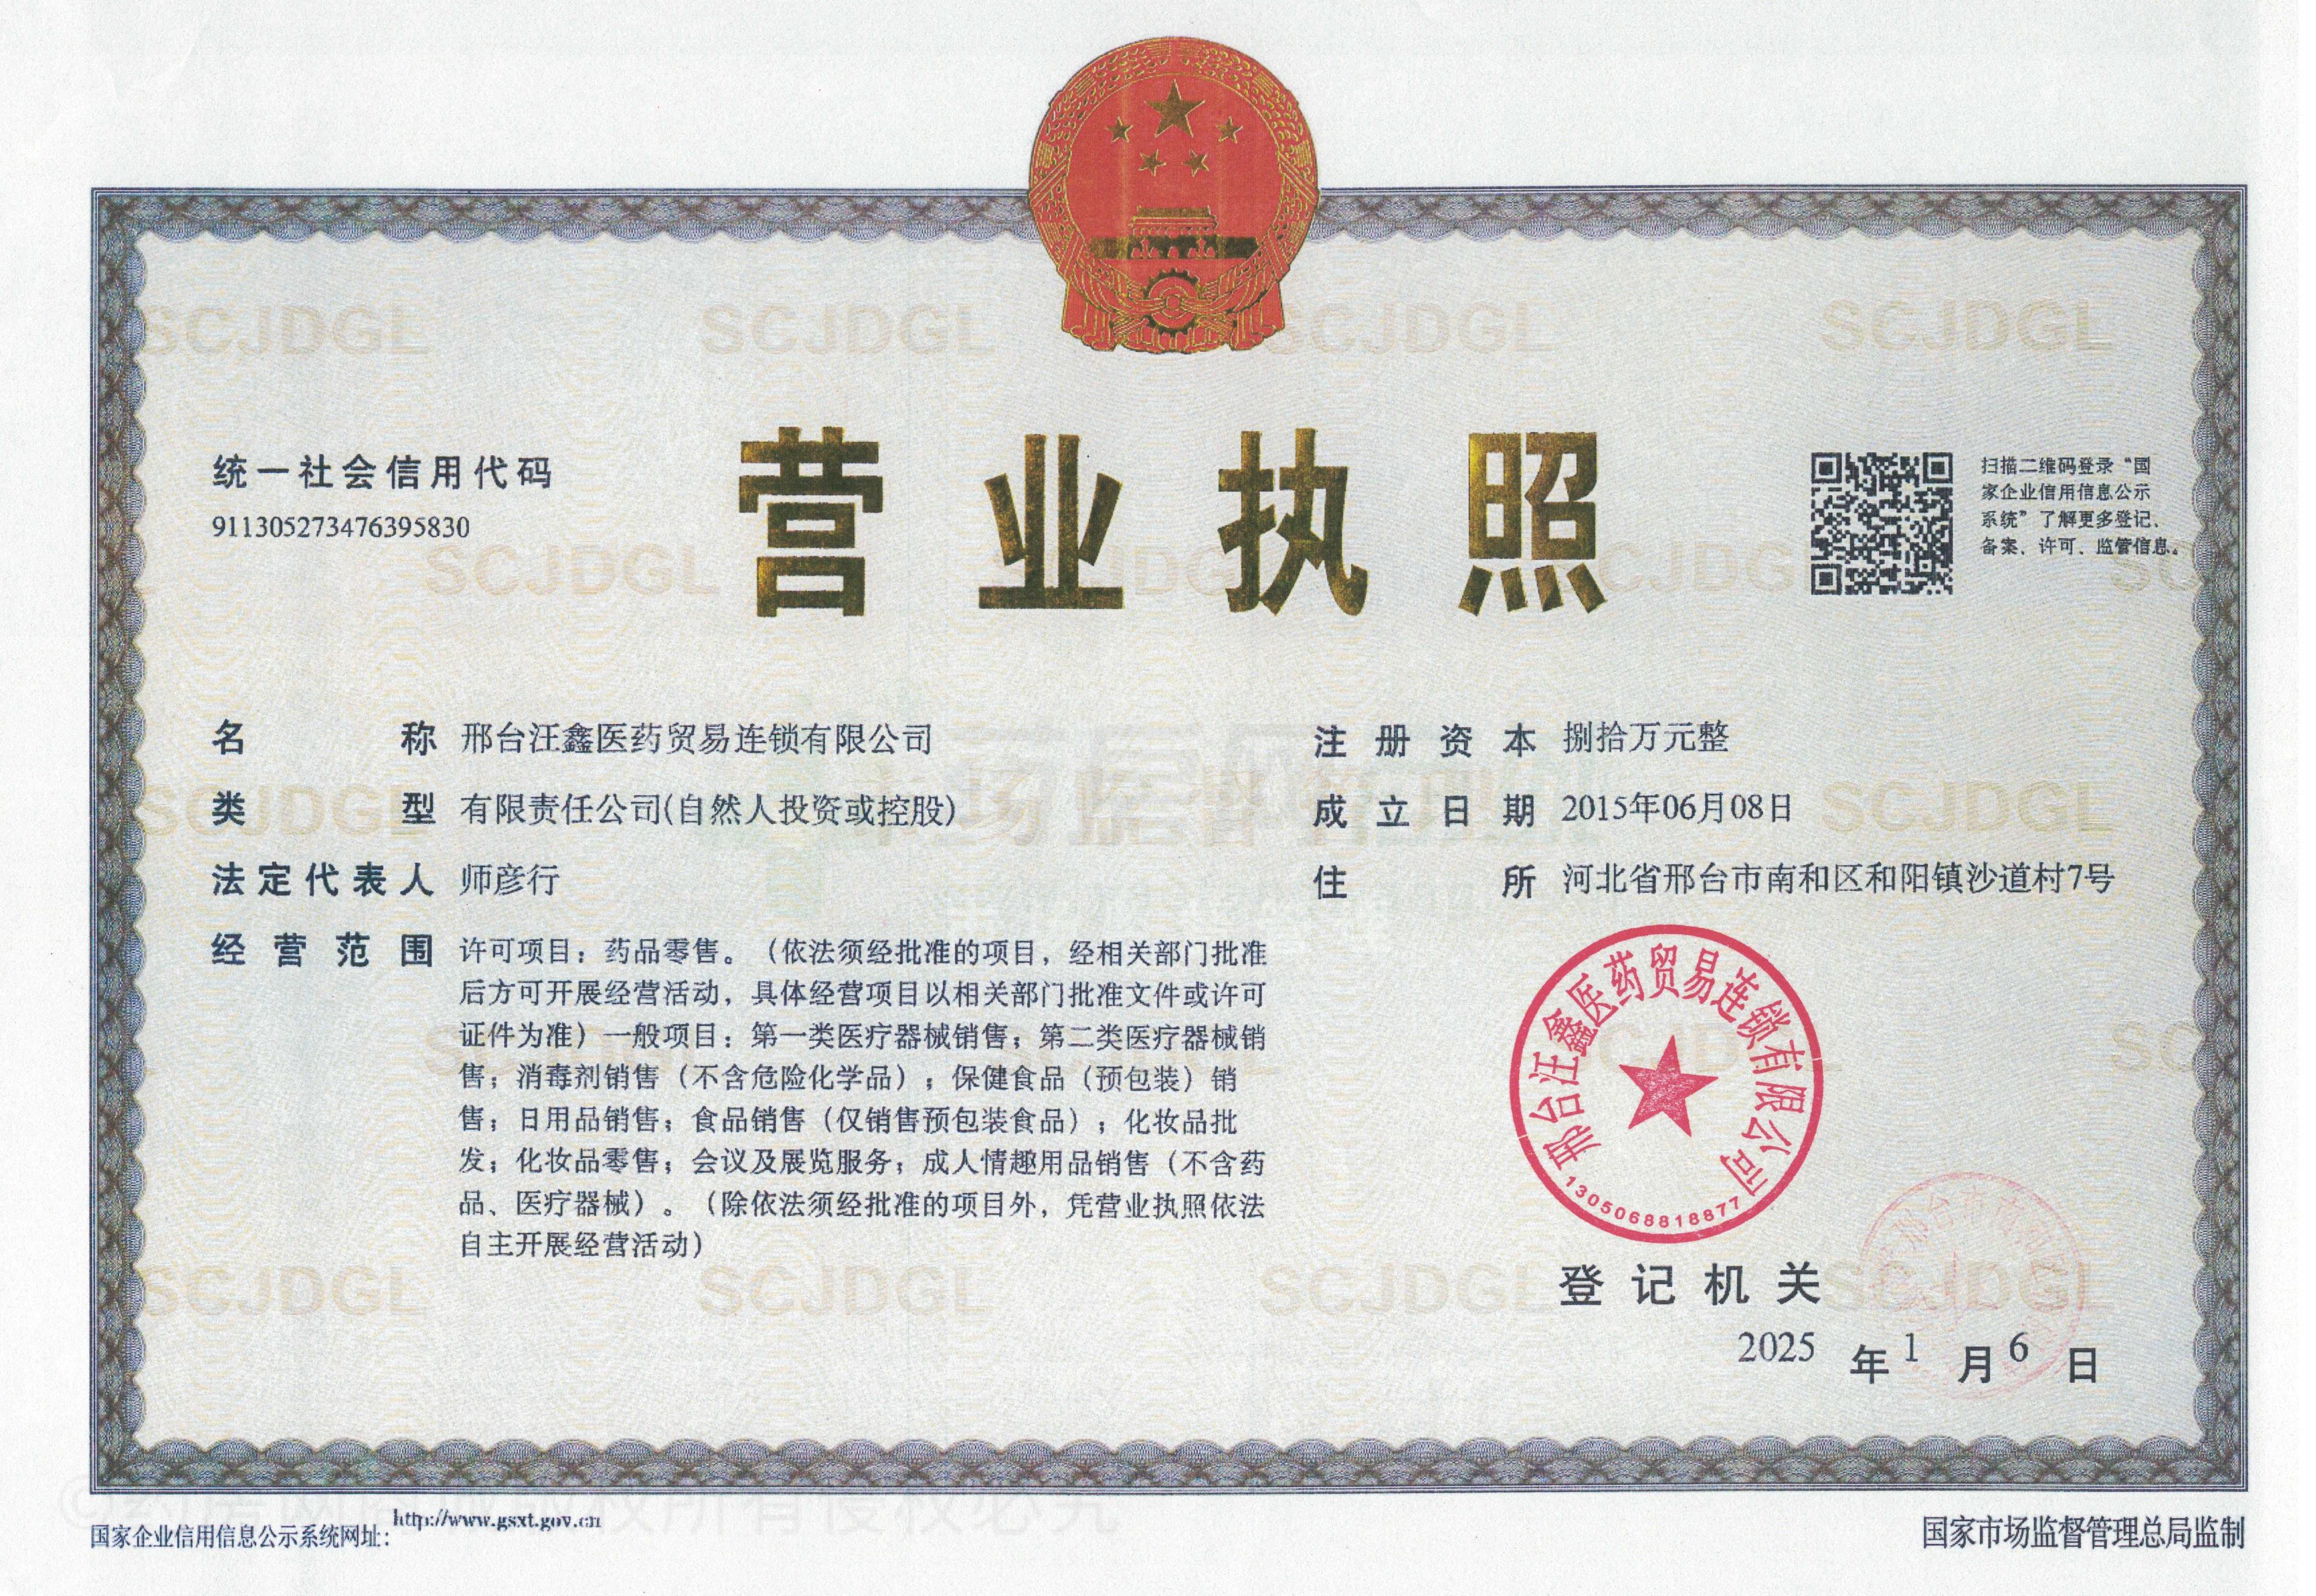 统一社会信用代码
911305273476395830
营业执照
扫描二维码登录“国
家企业信用信息公示
系统”了解更多登记、
备案、许可、监管信息。
名称 邢台汪鑫医药贸易连锁有限公司
类型 有限责任公司(自然人投资或控股)
法定代表人 师彦行
经营范围 许可项目：药品零售。（依法须经批准的项目，经相关部门批准
后方可开展经营活动，具体经营项目以相关部门批准文件或许可
证件为准）一般项目：第一类医疗器械销售；第二类医疗器械销
售；消毒剂销售（不含危险化学品）；保健食品（预包装）销
售；日用品销售；食品销售（仅销售预包装食品）；化妆品批
发；化妆品零售；会议及展览服务；成人情趣用品销售（不含药
品、医疗器械）。（除依法须经批准的项目外，凭营业执照依法
自主开展经营活动）
注册资本 捌拾万元整
成立日期 2015年06月08日
住所 河北省邢台市南和区和阳镇沙道村7号
邢台汪鑫医药贸易连锁有限公司
1305068818877
登记机关
2025 年 1 月 6 日
国家企业信用信息公示系统网址：http://www.gsxt.gov.cn
国家市场监督管理总局监制
SCJDGL
©药房网商城版权所有侵权必究